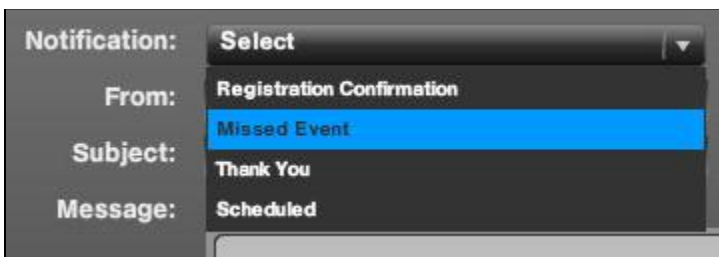 Notification: Select
From: Registration Confirmation
Missed Event
Subject: Thank You
Message: Scheduled